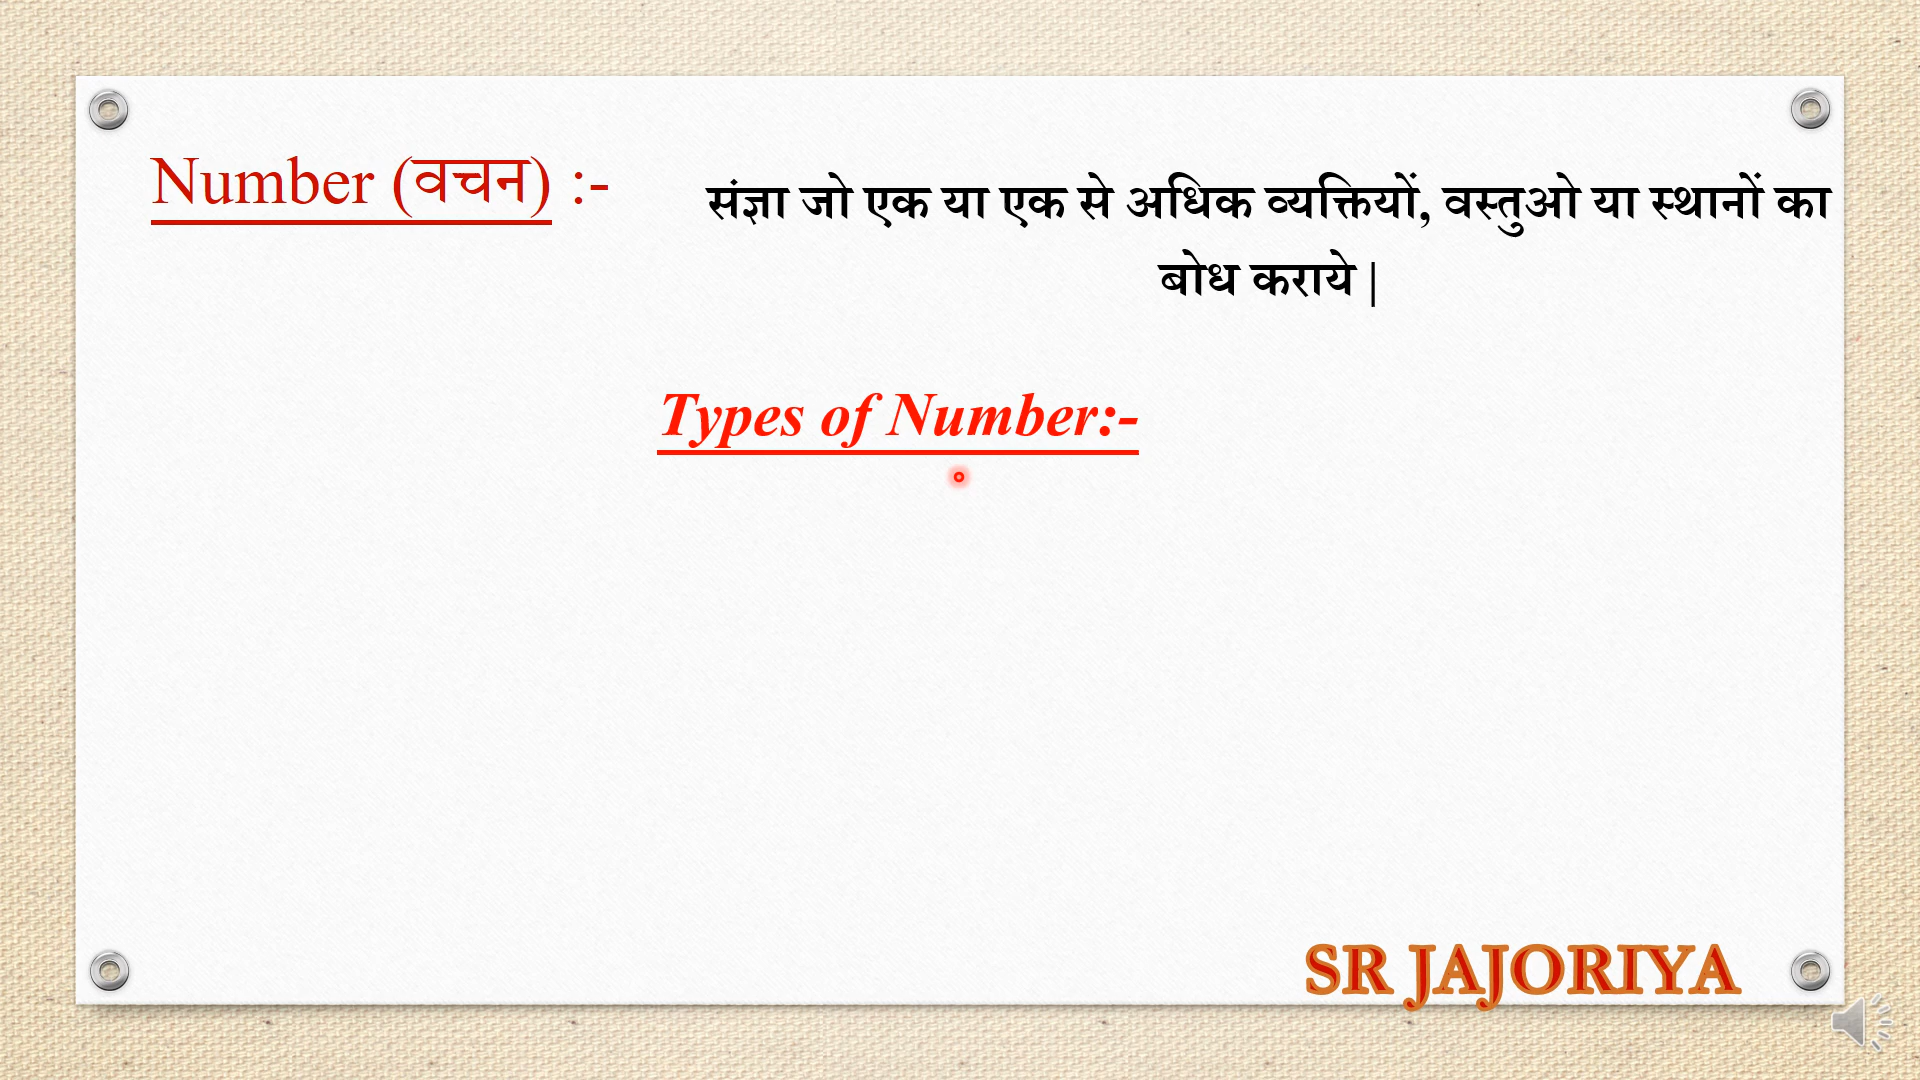 Number (वचन) :-
संज्ञा जो एक या एक से अधिक व्यक्तियों, वस्तुओ या स्थानों का
बोध कराये |
Types of Number:-
SR JAJORIYA